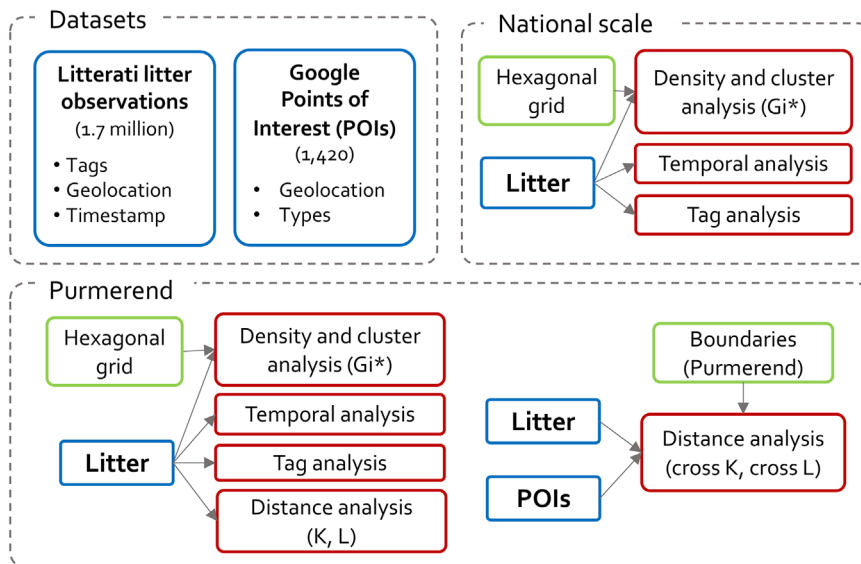 Datasets
Litterati litter
observations
(1.7 million)
• Tags
• Geolocation
• Timestamp
Google
Points of
Interest (POIs)
(1,420)
• Geolocation
• Types
National scale
Hexagonal
grid
Litter
Density and cluster
analysis (Gi*)
Temporal analysis
Tag analysis
Purmerend
Hexagonal
grid
Litter
Density and cluster
analysis (Gi*)
Temporal analysis
Tag analysis
Distance analysis
(K, L)
Litter
POIs
Boundaries
(Purmerend)
Distance analysis
(cross K, cross L)